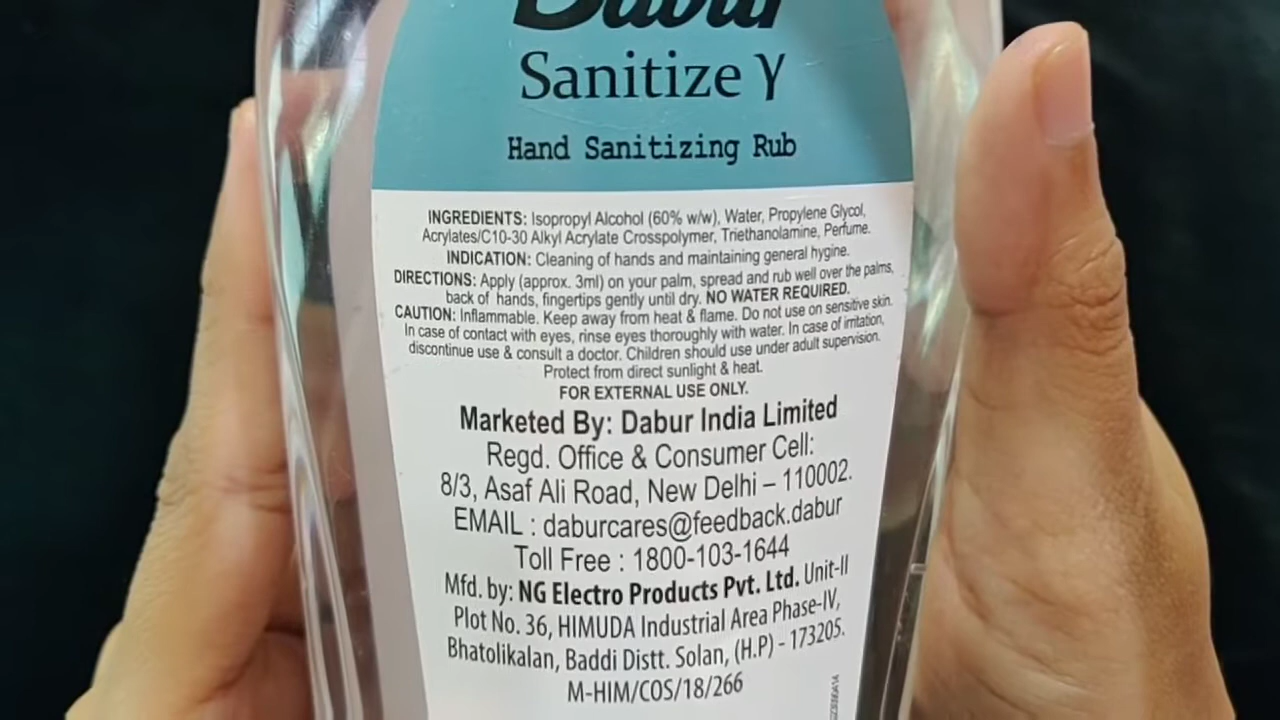 Dabur
Sanitize γ
Hand Sanitizing Rub
INGREDIENTS: Isopropyl Alcohol (60% w/w), Water, Propylene Glycol,
Acrylates/C10-30 Alkyl Acrylate Crosspolymer, Triethanolamine, Perfume.
INDICATION: Cleaning of hands and maintaining general hygine.
DIRECTIONS: Apply (approx. 3ml) on your palm, spread and rub well over the palms,
back of hands, fingertips gently until dry. NO WATER REQUIRED.
CAUTION: Inflammable. Keep away from heat & flame. Do not use on sensitive skin.
In case of contact with eyes, rinse eyes thoroughly with water. In case of irritation,
discontinue use & consult a doctor. Children should use under adult supervision.
Protect from direct sunlight & heat.
FOR EXTERNAL USE ONLY.
Marketed By: Dabur India Limited
Regd. Office & Consumer Cell:
8/3, Asaf Ali Road, New Delhi – 110002.
EMAIL : daburcares@feedback.dabur
Toll Free : 1800-103-1644
Mfd. by: NG Electro Products Pvt. Ltd. Unit-II
Plot No. 36, HIMUDA Industrial Area Phase-IV,
Bhatolikalan, Baddi Distt. Solan, (H.P) - 173205.
M-HIM/COS/18/266